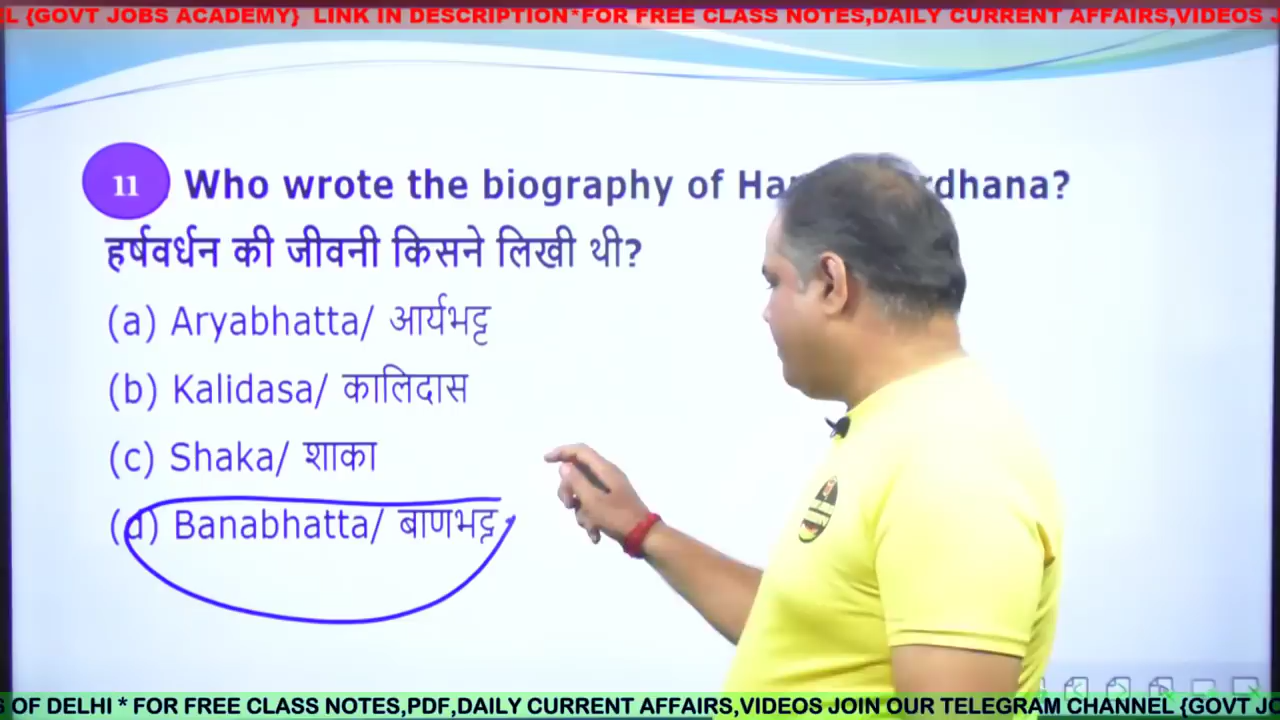 L {GOVT JOBS ACADEMY} LINK IN DESCRIPTION*FOR FREE CLASS NOTES,DAILY CURRENT AFFAIRS,VIDEOS
11 Who wrote the biography of
हर्षवर्धन की जीवनी किसने लिखी थी?
(a) Aryabhatta/ आर्यभट्ट
(b) Kalidasa/ कालिदास
(c) Shaka/ शाका
(d) Banabhatta/ बाणभट्ट
S OF DELHI * FOR FREE CLASS NOTES,PDF,DAILY CURRENT AFFAIRS,VIDEOS JOIN OUR TELEGRAM CHANNEL {GOVT